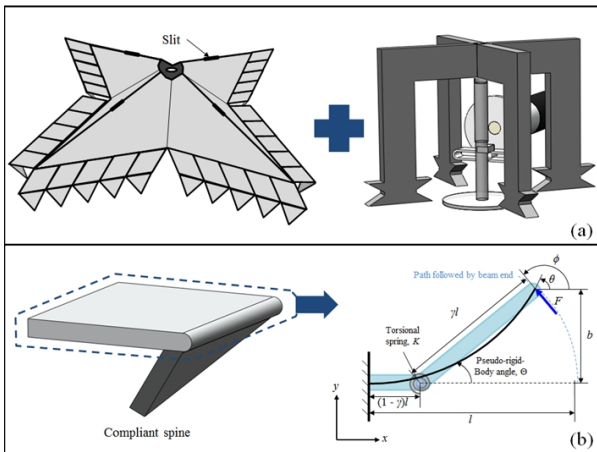 Slit
(a)
Path followed by beam end
ϕ
θ
F
γl
Torsional
spring, K
b
Pseudo-rigid-
Body angle, Θ
(1 - γ)l
l
y
x
Compliant spine
(b)